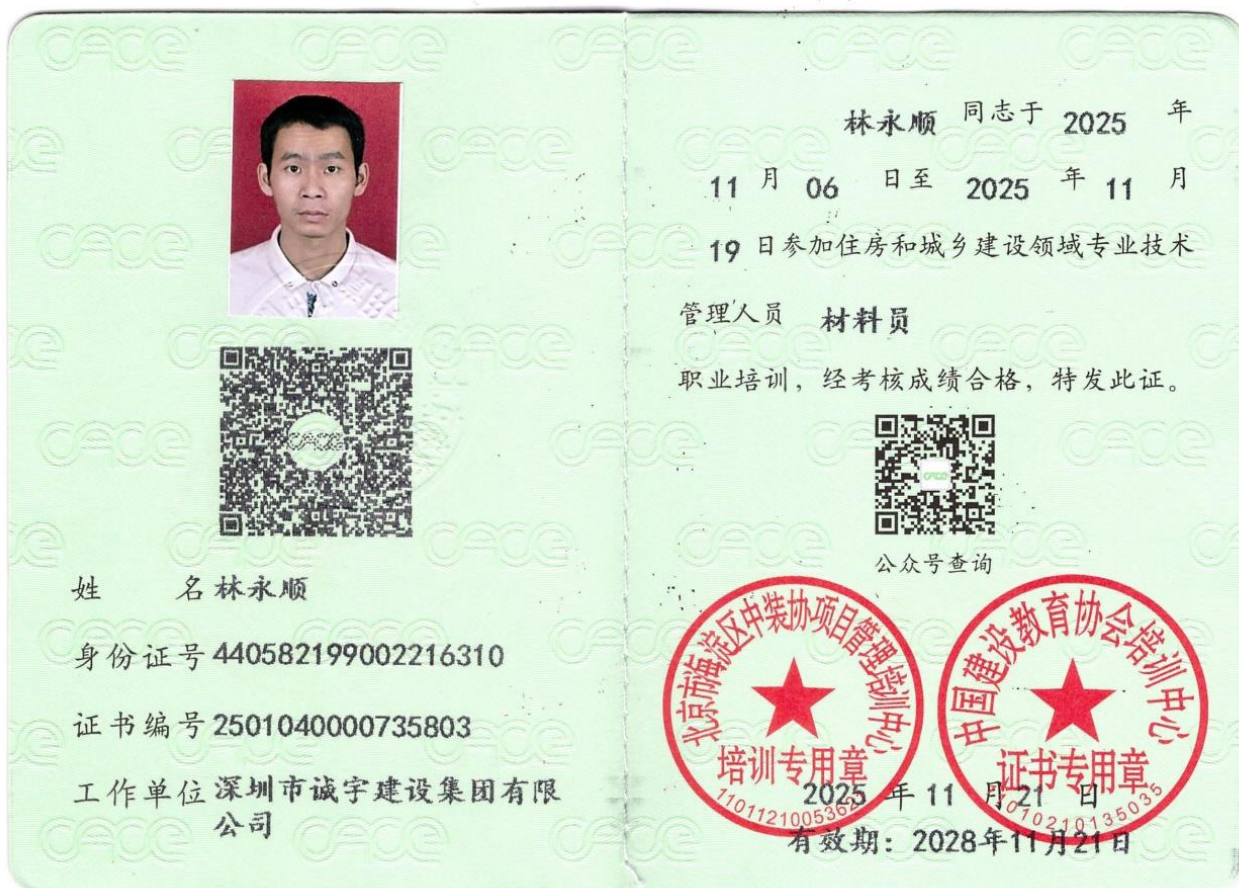 姓 名 林永顺
身份证号 440582199002216310
证书编号 2501040000735803
工作单位 深圳市诚宇建设集团有限
公司
林永顺 同志于 2025 年
11 月 06 日至 2025 年 11 月
19 日参加住房和城乡建设领域专业技术
管理人员 材料员
职业培训，经考核成绩合格，特发此证。
公众号查询
北京市海淀区中装协项目管理培训中心
培训专用章
中国建设教育协会培训中心
证书专用章
2025 年 11 月 21 日
有效期：2028年11月21日
CACE